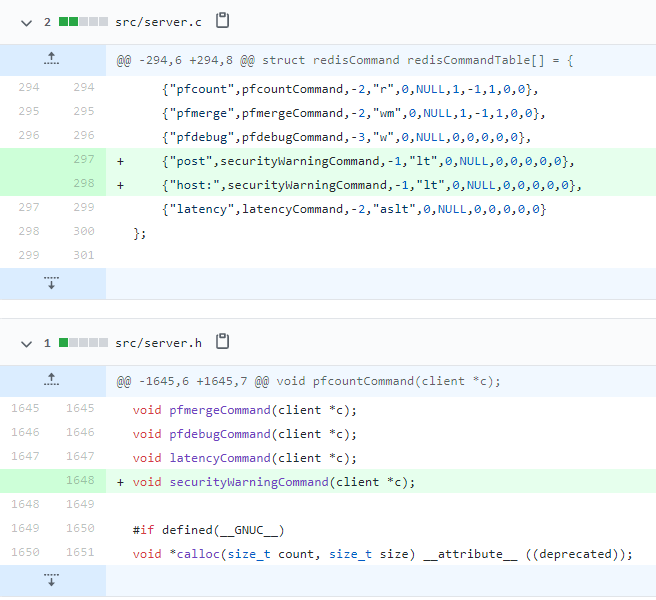 2 src/server.c
@@ -294,6 +294,8 @@ struct redisCommand redisCommandTable[] = {
294 294 {"pfcount",pfcountCommand,-2,"r",0,NULL,1,-1,1,0,0},
295 295 {"pfmerge",pfmergeCommand,-2,"wm",0,NULL,1,-1,1,0,0},
296 296 {"pfdebug",pfdebugCommand,-3,"w",0,NULL,0,0,0,0,0},
297 + {"post",securityWarningCommand,-1,"lt",0,NULL,0,0,0,0,0},
298 + {"host:",securityWarningCommand,-1,"lt",0,NULL,0,0,0,0,0},
297 299 {"latency",latencyCommand,-2,"aslt",0,NULL,0,0,0,0,0}
298 300 };
299 301
1 src/server.h
@@ -1645,6 +1645,7 @@ void pfcountCommand(client *c);
1645 1645 void pfmergeCommand(client *c);
1646 1646 void pfdebugCommand(client *c);
1647 1647 void latencyCommand(client *c);
1648 + void securityWarningCommand(client *c);
1648 1649
1649 1650 #if defined(__GNUC__)
1650 1651 void *calloc(size_t count, size_t size) __attribute__ ((deprecated));